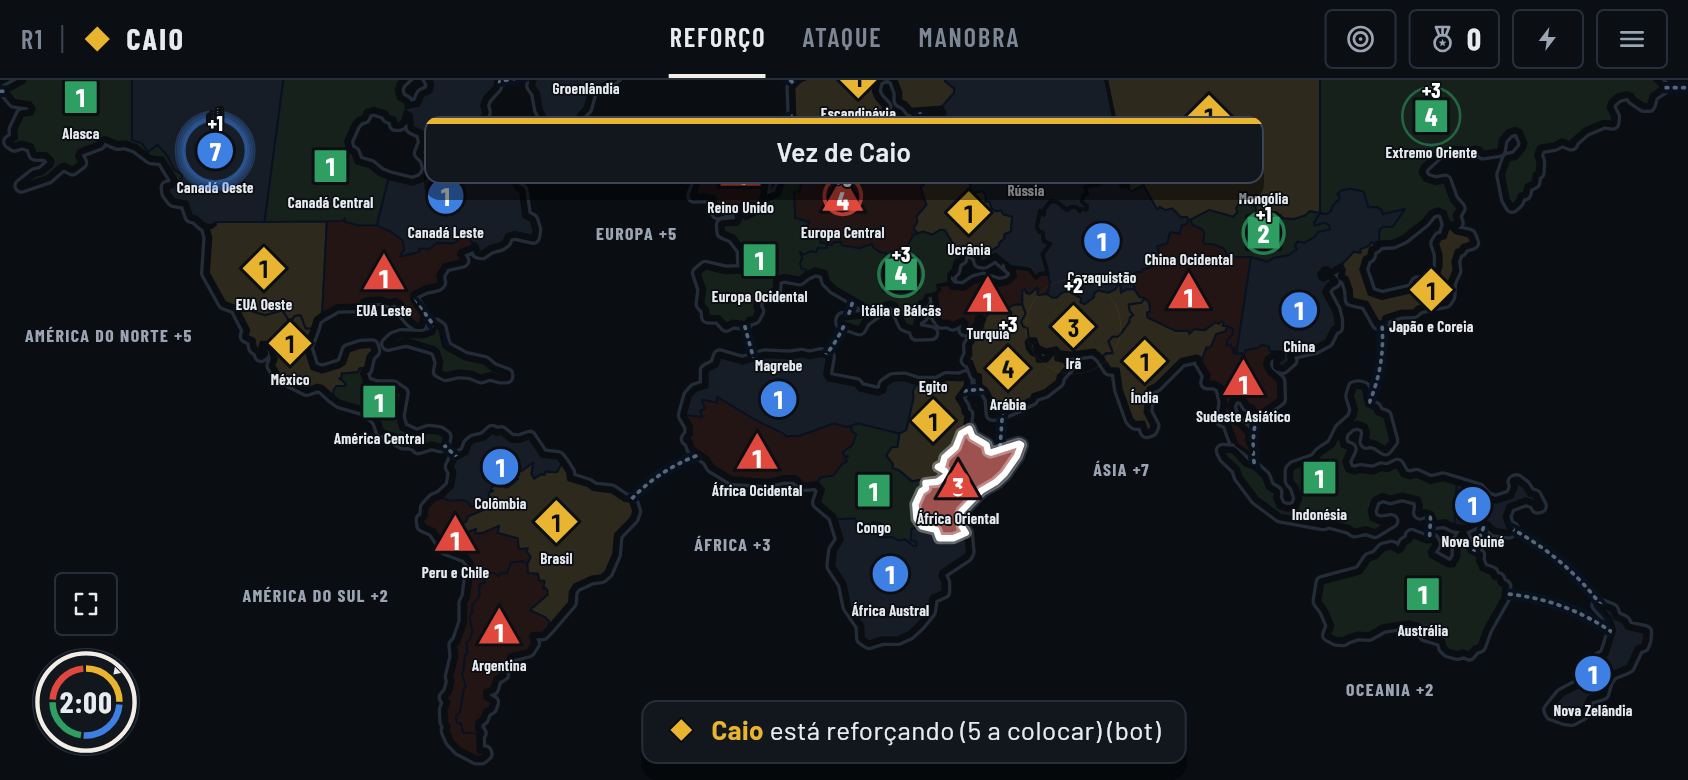 R1 CAIO REFORÇO ATAQUE MANOBRA 0
1
Alasca
+1
7
Canadá Oeste
1
Canadá Central
1
Canadá Leste
Groenlândia
1
Escandinávia
1
+3
4
Extremo Oriente
Vez de Caio
Reino Unido
4
Europa Central
Rússia
1
Ucrânia
Mongólia
+1
2
EUROPA +5
1
Europa Ocidental
+3
4
Itália e Bálcãs
1
Cazaquistão
China Ocidental
1
1
EUA Oeste
1
EUA Leste
1
Turquia
+2
3
Irã
1
China
1
Japão e Coreia
AMÉRICA DO NORTE +5
1
México
+3
4
Arábia
1
Índia
1
Sudeste Asiático
Magrebe
1
Egito
1
1
América Central
1
Colômbia
1
África Ocidental
1
Congo
3
África Oriental
ÁSIA +7
1
Indonésia
1
Nova Guiné
1
Peru e Chile
1
Brasil
ÁFRICA +3
1
África Austral
AMÉRICA DO SUL +2
1
Argentina
1
Austrália
OCEANIA +2
1
Nova Zelândia
2:00
Caio está reforçando (5 a colocar) (bot)